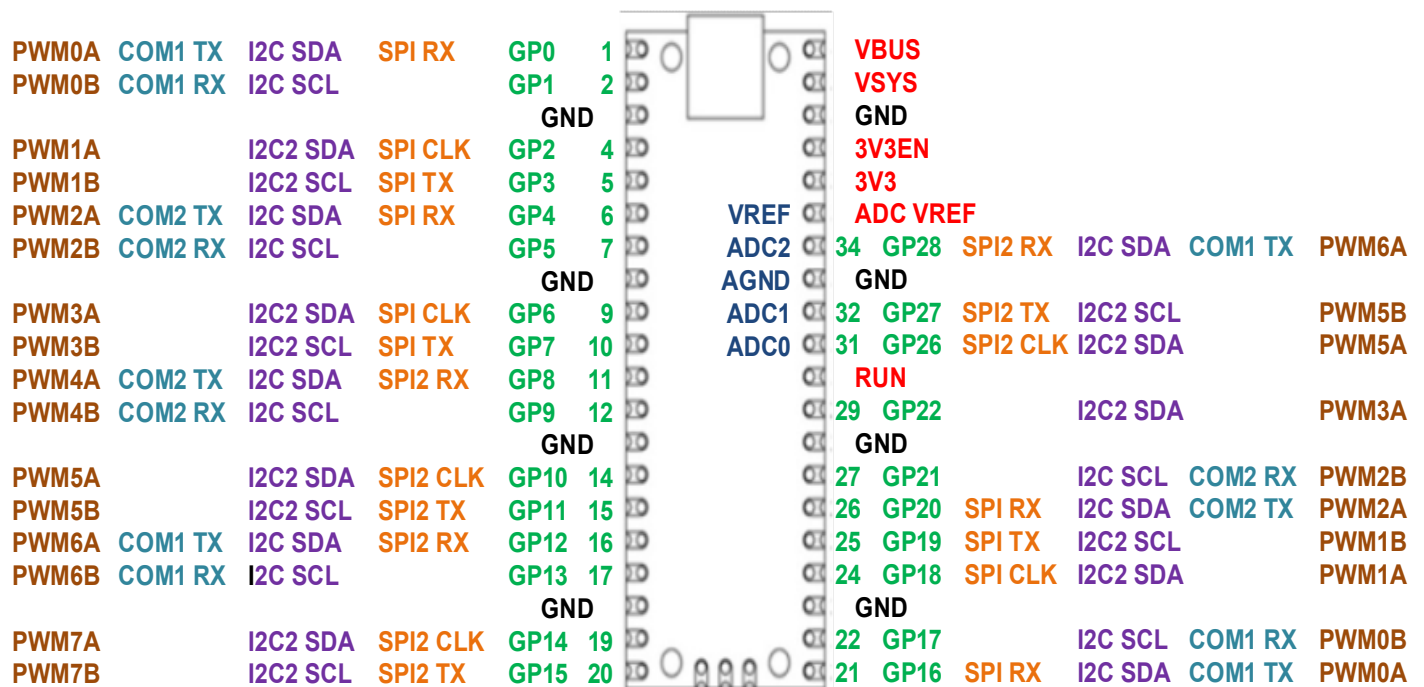 PWM0A COM1 TX I2C SDA SPI RX GP0 1 VBUS
PWM0B COM1 RX I2C SCL GP1 2 VSYS
GND GND
PWM1A I2C2 SDA SPI CLK GP2 4 3V3EN
PWM1B I2C2 SCL SPI TX GP3 5 3V3
PWM2A COM2 TX I2C SDA SPI RX GP4 6 VREF ADC VREF
PWM2B COM2 RX I2C SCL GP5 7 ADC2 34 GP28 SPI2 RX I2C SDA COM1 TX PWM6A
GND AGND GND
PWM3A I2C2 SDA SPI CLK GP6 9 ADC1 32 GP27 SPI2 TX I2C2 SCL PWM5B
PWM3B I2C2 SCL SPI TX GP7 10 ADC0 31 GP26 SPI2 CLK I2C2 SDA PWM5A
PWM4A COM2 TX I2C SDA SPI2 RX GP8 11 RUN
PWM4B COM2 RX I2C SCL GP9 12 29 GP22 I2C2 SDA PWM3A
GND GND
PWM5A I2C2 SDA SPI2 CLK GP10 14 27 GP21 I2C SCL COM2 RX PWM2B
PWM5B I2C2 SCL SPI2 TX GP11 15 26 GP20 SPI RX I2C SDA COM2 TX PWM2A
PWM6A COM1 TX I2C SDA SPI2 RX GP12 16 25 GP19 SPI TX I2C2 SCL PWM1B
PWM6B COM1 RX I2C SCL GP13 17 24 GP18 SPI CLK I2C2 SDA PWM1A
GND GND
PWM7A I2C2 SDA SPI2 CLK GP14 19 22 GP17 I2C SCL COM1 RX PWM0B
PWM7B I2C2 SCL SPI2 TX GP15 20 21 GP16 SPI RX I2C SDA COM1 TX PWM0A